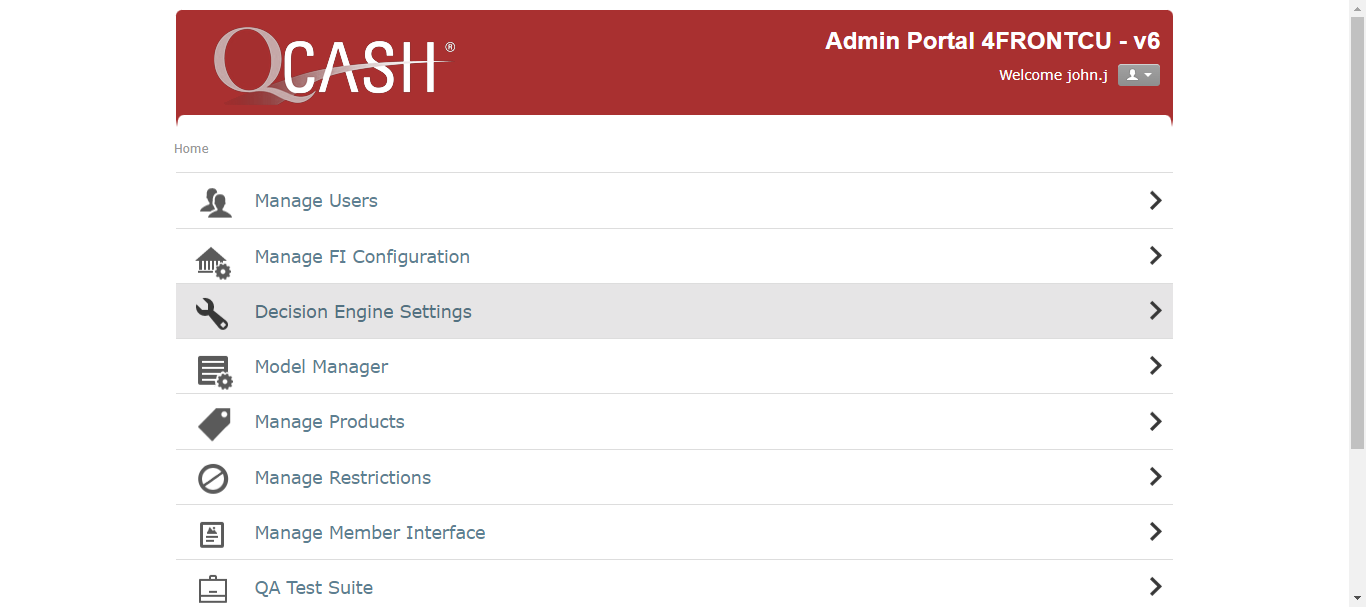 QCASH®
Admin Portal 4FRONTCU - v6
Welcome john.j
Home
Manage Users
Manage FI Configuration
Decision Engine Settings
Model Manager
Manage Products
Manage Restrictions
Manage Member Interface
QA Test Suite